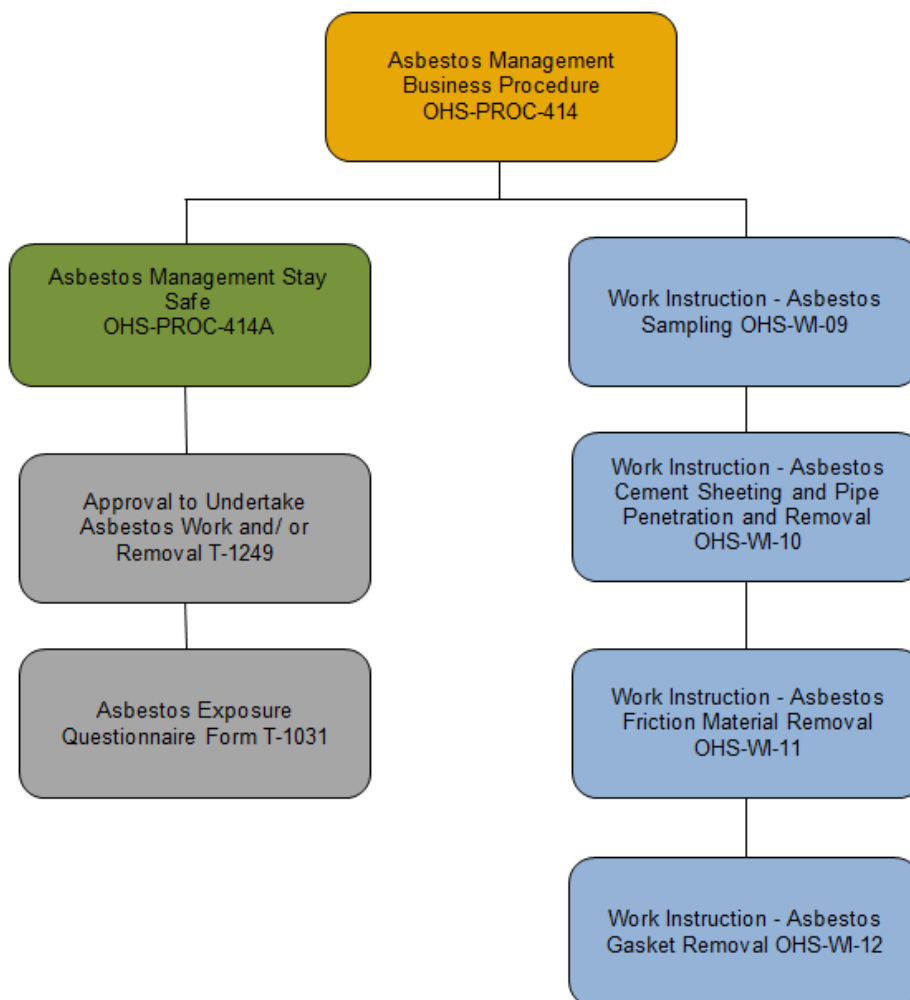 Asbestos Management
Business Procedure
OHS-PROC-414
Asbestos Management Stay
Safe
OHS-PROC-414A
Approval to Undertake
Asbestos Work and/ or
Removal T-1249
Asbestos Exposure
Questionnaire Form T-1031
Work Instruction - Asbestos
Sampling OHS-WI-09
Work Instruction - Asbestos
Cement Sheeting and Pipe
Penetration and Removal
OHS-WI-10
Work Instruction - Asbestos
Friction Material Removal
OHS-WI-11
Work Instruction - Asbestos
Gasket Removal OHS-WI-12